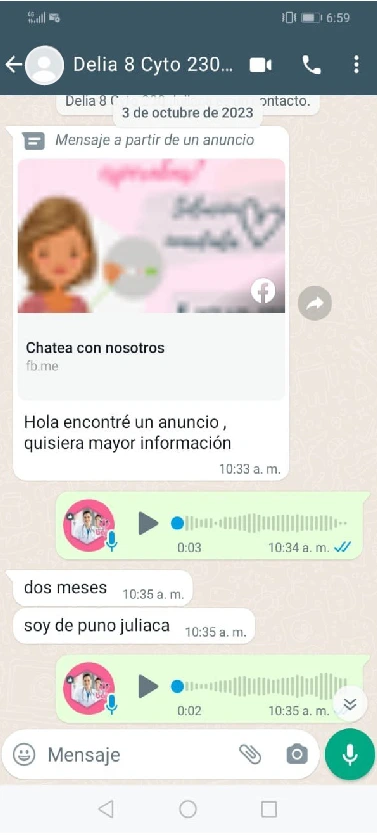 6:59
Delia 8 Cyto 230...
Delia 8 ontacto.
3 de octubre de 2023
Mensaje a partir de un anuncio
Chatea con nosotros
fb.me
Hola encontré un anuncio ,
quisiera mayor información
10:33 a. m.
0:03 10:34 a. m.
dos meses 10:35 a. m.
soy de puno juliaca 10:35 a. m.
0:02 10:35 a. m.
Mensaje